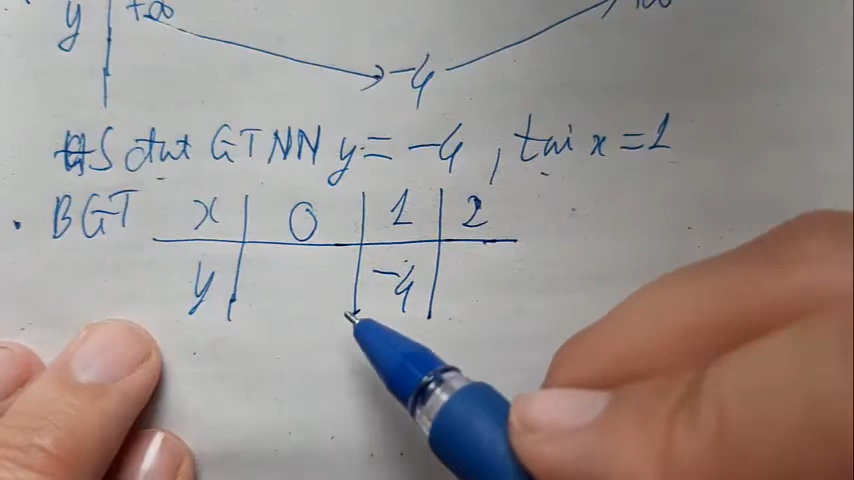 y +∞ -4 +∞
HS đạt GTNN y = -4, tại x = 1
• BGT x 0 1 2
y -4